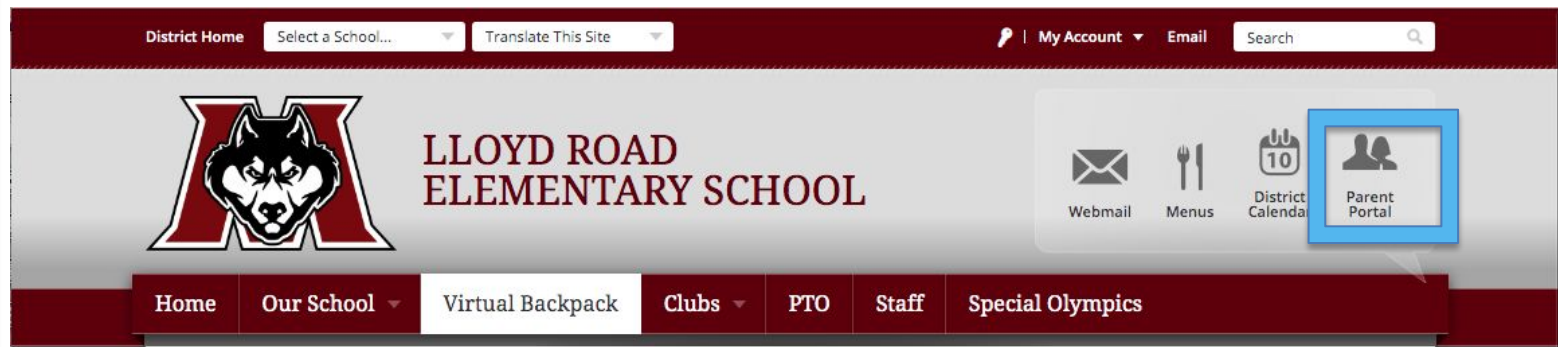 District Home Select a School... Translate This Site My Account Email Search
LLOYD ROAD
ELEMENTARY SCHOOL
10
Webmail Menus District Parent
Portal
Home Our School Virtual Backpack Clubs PTO Staff Special Olympics